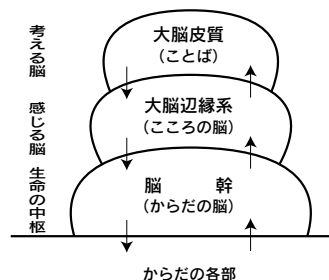 考える脳
感じる脳
生命の中枢
大脳皮質
(ことば)
大脳辺縁系
(こころの脳)
脳　　幹
(からだの脳)
からだの各部